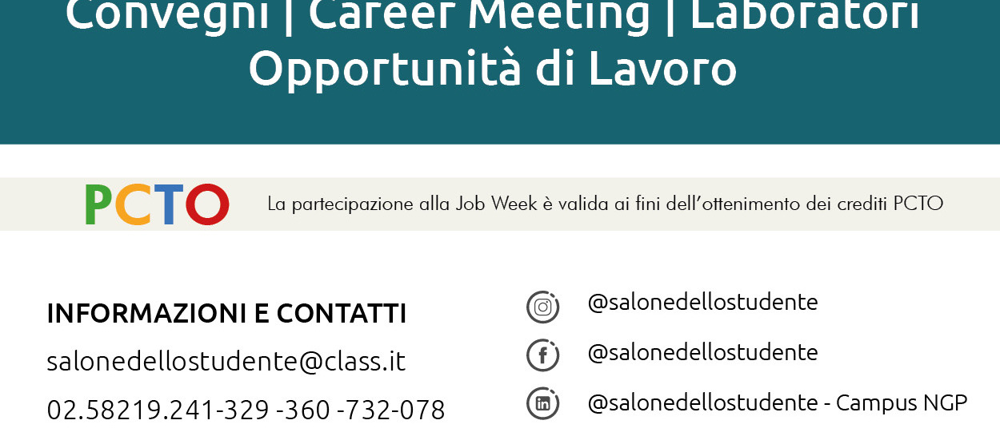 Convegni | Career Meeting | Laboratori
Opportunità di Lavoro
PCTO La partecipazione alla Job Week è valida ai fini dell'ottenimento dei crediti PCTO
INFORMAZIONI E CONTATTI
salonedellostudente@class.it
02.58219.241-329 -360 -732-078
@salonedellostudente
@salonedellostudente
@salonedellostudente - Campus NGP